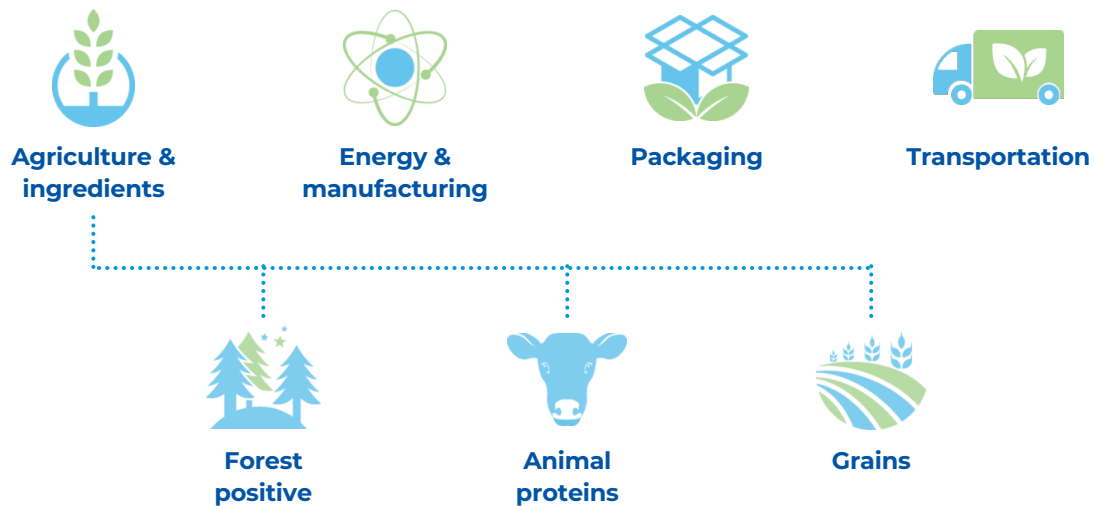 Agriculture &
ingredients
Energy &
manufacturing
Packaging
Transportation
Forest
positive
Animal
proteins
Grains